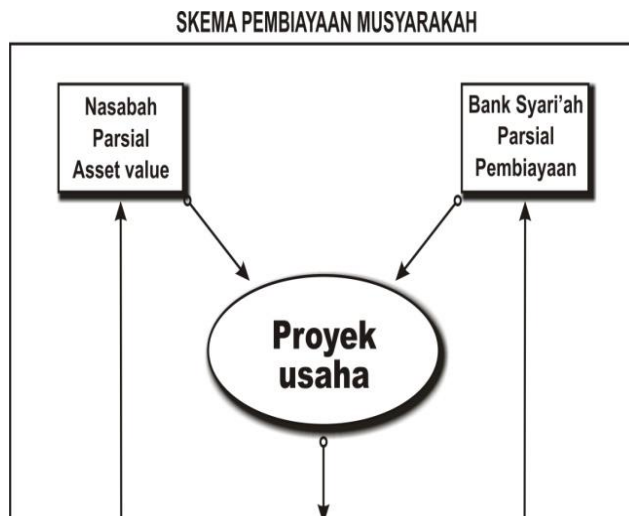 SKEMA PEMBIAYAAN MUSYARAKAH
Nasabah
Parsial
Asset value
Bank Syari'ah
Parsial
Pembiayaan
Proyek
usaha